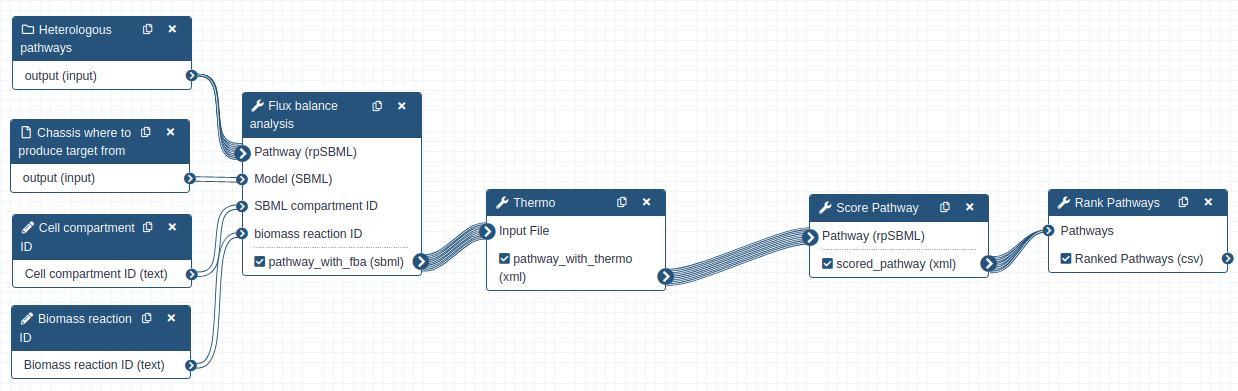 Heterologous
pathways
output (input)
Chassis where to
produce target from
output (input)
Cell compartment
ID
Cell compartment ID (text)
Biomass reaction
ID
Biomass reaction ID (text)
Flux balance
analysis
Pathway (rpSBML)
Model (SBML)
SBML compartment ID
biomass reaction ID
pathway_with_fba (sbml)
Thermo
Input File
pathway_with_thermo
(xml)
Score Pathway
Pathway (rpSBML)
scored_pathway (xml)
Rank Pathways
Pathways
Ranked Pathways (csv)